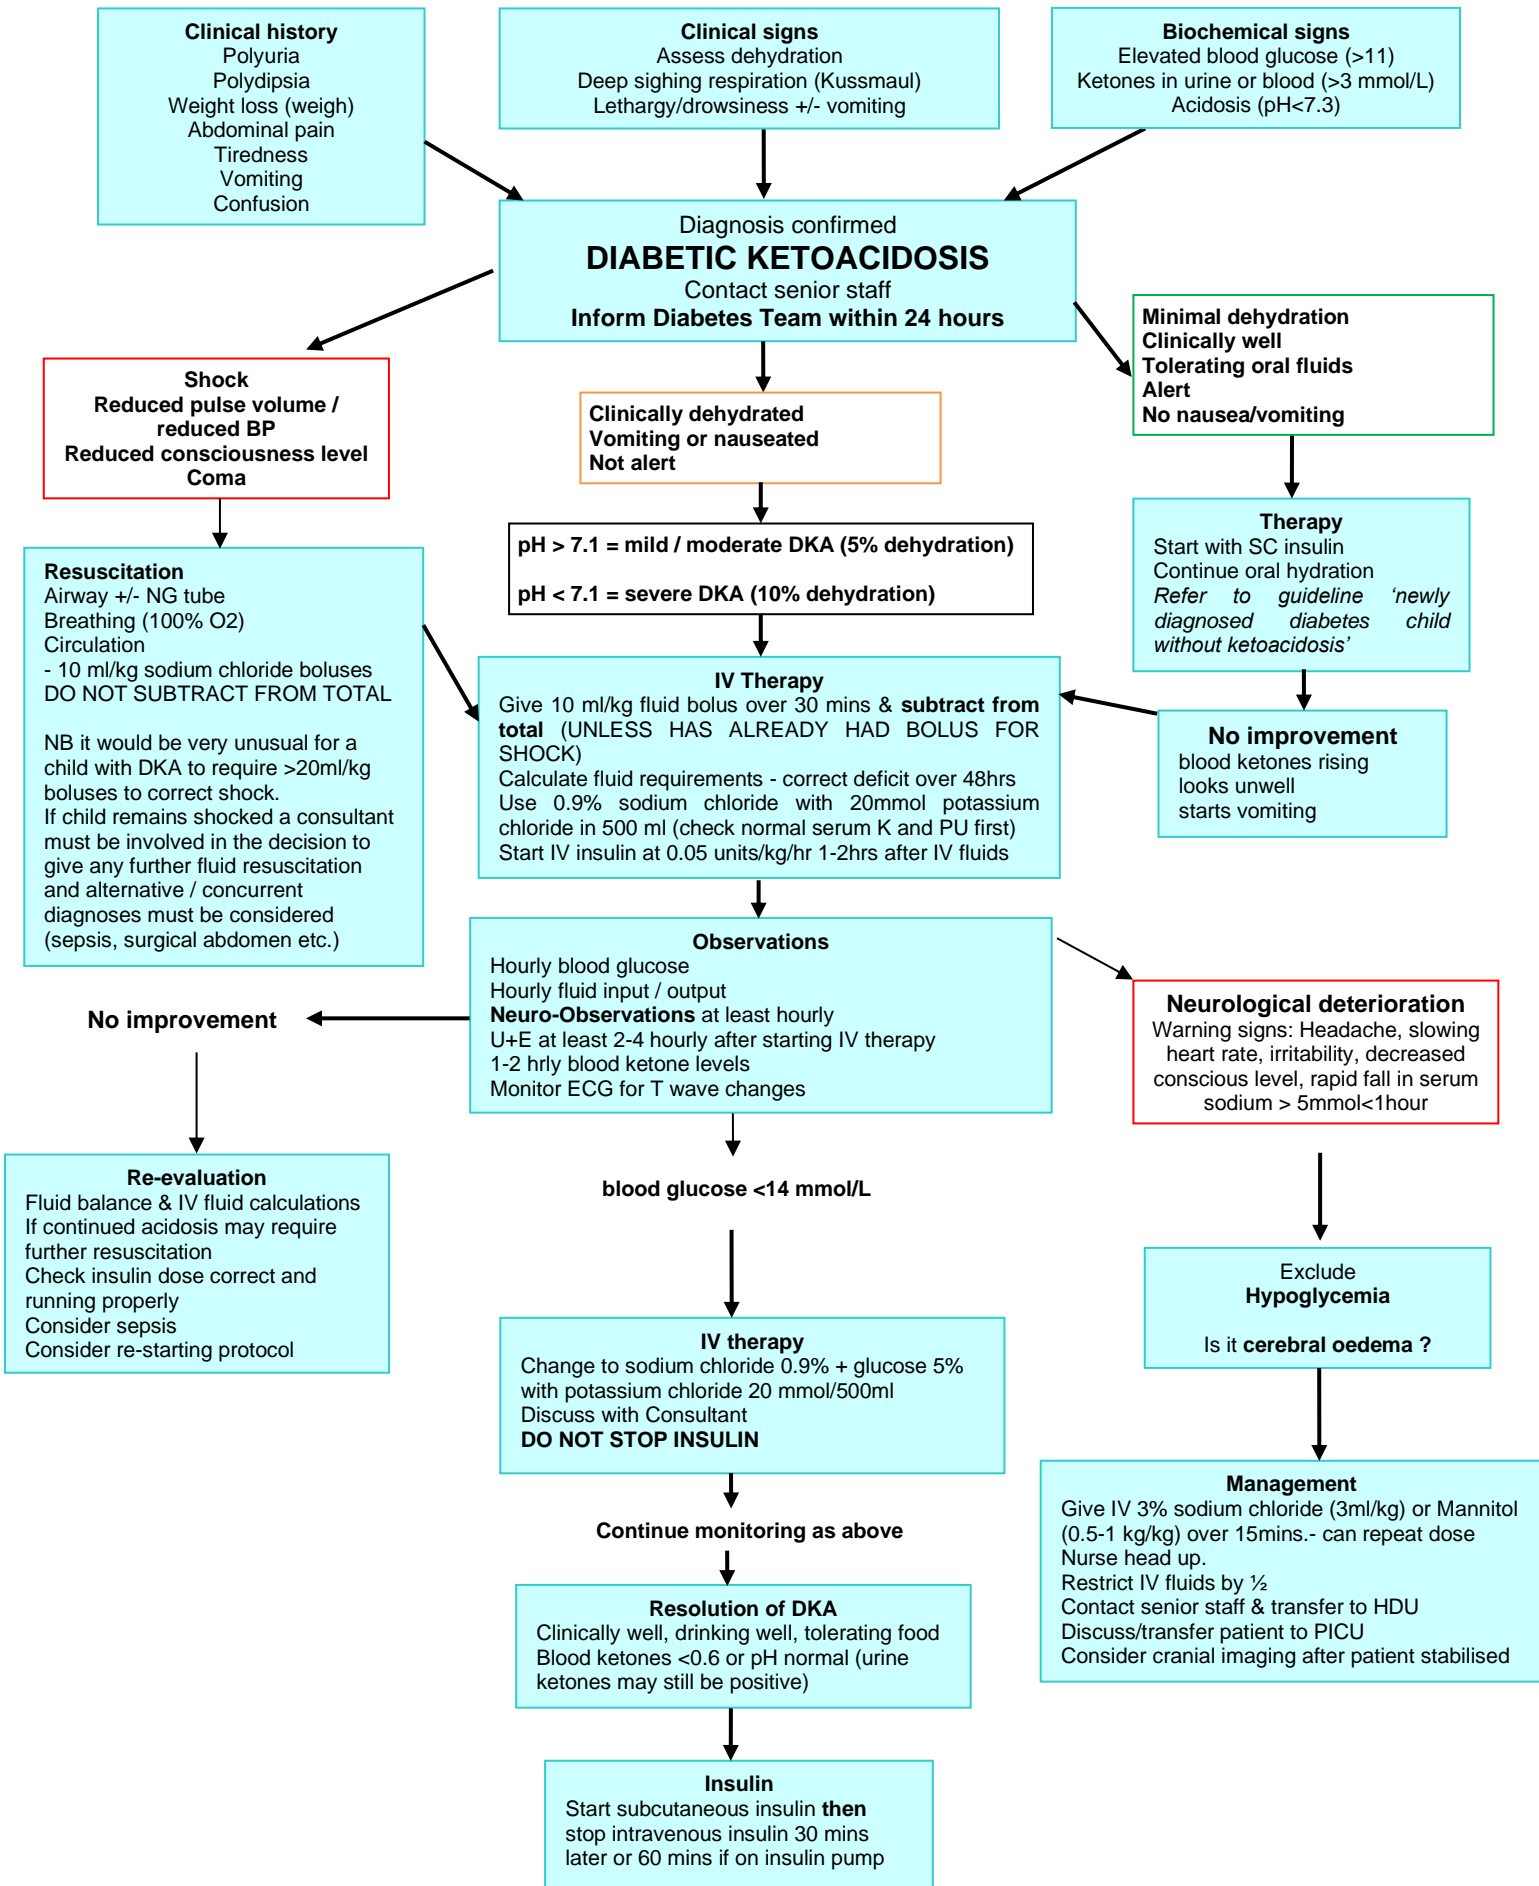 Clinical history
Polyuria
Polydipsia
Weight loss (weigh)
Abdominal pain
Tiredness
Vomiting
Confusion
Clinical signs
Assess dehydration
Deep sighing respiration (Kussmaul)
Lethargy/drowsiness +/- vomiting
Biochemical signs
Elevated blood glucose (>11)
Ketones in urine or blood (>3 mmol/L)
Acidosis (pH<7.3)
Diagnosis confirmed
DIABETIC KETOACIDOSIS
Contact senior staff
Inform Diabetes Team within 24 hours
Shock
Reduced pulse volume /
reduced BP
Reduced consciousness level
Coma
Clinically dehydrated
Vomiting or nauseated
Not alert
Minimal dehydration
Clinically well
Tolerating oral fluids
Alert
No nausea/vomiting
pH > 7.1 = mild / moderate DKA (5% dehydration)
pH < 7.1 = severe DKA (10% dehydration)
Therapy
Start with SC insulin
Continue oral hydration
Refer to guideline ‘newly
diagnosed diabetes child
without ketoacidosis’
Resuscitation
Airway +/- NG tube
Breathing (100% O2)
Circulation
- 10 ml/kg sodium chloride boluses
DO NOT SUBTRACT FROM TOTAL
NB it would be very unusual for a
child with DKA to require >20ml/kg
boluses to correct shock.
If child remains shocked a consultant
must be involved in the decision to
give any further fluid resuscitation
and alternative / concurrent
diagnoses must be considered
(sepsis, surgical abdomen etc.)
IV Therapy
Give 10 ml/kg fluid bolus over 30 mins & subtract from
total (UNLESS HAS ALREADY HAD BOLUS FOR
SHOCK)
Calculate fluid requirements - correct deficit over 48hrs
Use 0.9% sodium chloride with 20mmol potassium
chloride in 500 ml (check normal serum K and PU first)
Start IV insulin at 0.05 units/kg/hr 1-2hrs after IV fluids
No improvement
blood ketones rising
looks unwell
starts vomiting
Observations
Hourly blood glucose
Hourly fluid input / output
Neuro-Observations at least hourly
U+E at least 2-4 hourly after starting IV therapy
1-2 hrly blood ketone levels
Monitor ECG for T wave changes
No improvement
Neurological deterioration
Warning signs: Headache, slowing
heart rate, irritability, decreased
conscious level, rapid fall in serum
sodium > 5mmol<1hour
Re-evaluation
Fluid balance & IV fluid calculations
If continued acidosis may require
further resuscitation
Check insulin dose correct and
running properly
Consider sepsis
Consider re-starting protocol
blood glucose <14 mmol/L
Exclude
Hypoglycemia
Is it cerebral oedema ?
IV therapy
Change to sodium chloride 0.9% + glucose 5%
with potassium chloride 20 mmol/500ml
Discuss with Consultant
DO NOT STOP INSULIN
Management
Give IV 3% sodium chloride (3ml/kg) or Mannitol
(0.5-1 kg/kg) over 15mins.- can repeat dose
Nurse head up.
Restrict IV fluids by ½
Contact senior staff & transfer to HDU
Discuss/transfer patient to PICU
Consider cranial imaging after patient stabilised
Continue monitoring as above
Resolution of DKA
Clinically well, drinking well, tolerating food
Blood ketones <0.6 or pH normal (urine
ketones may still be positive)
Insulin
Start subcutaneous insulin then
stop intravenous insulin 30 mins
later or 60 mins if on insulin pump